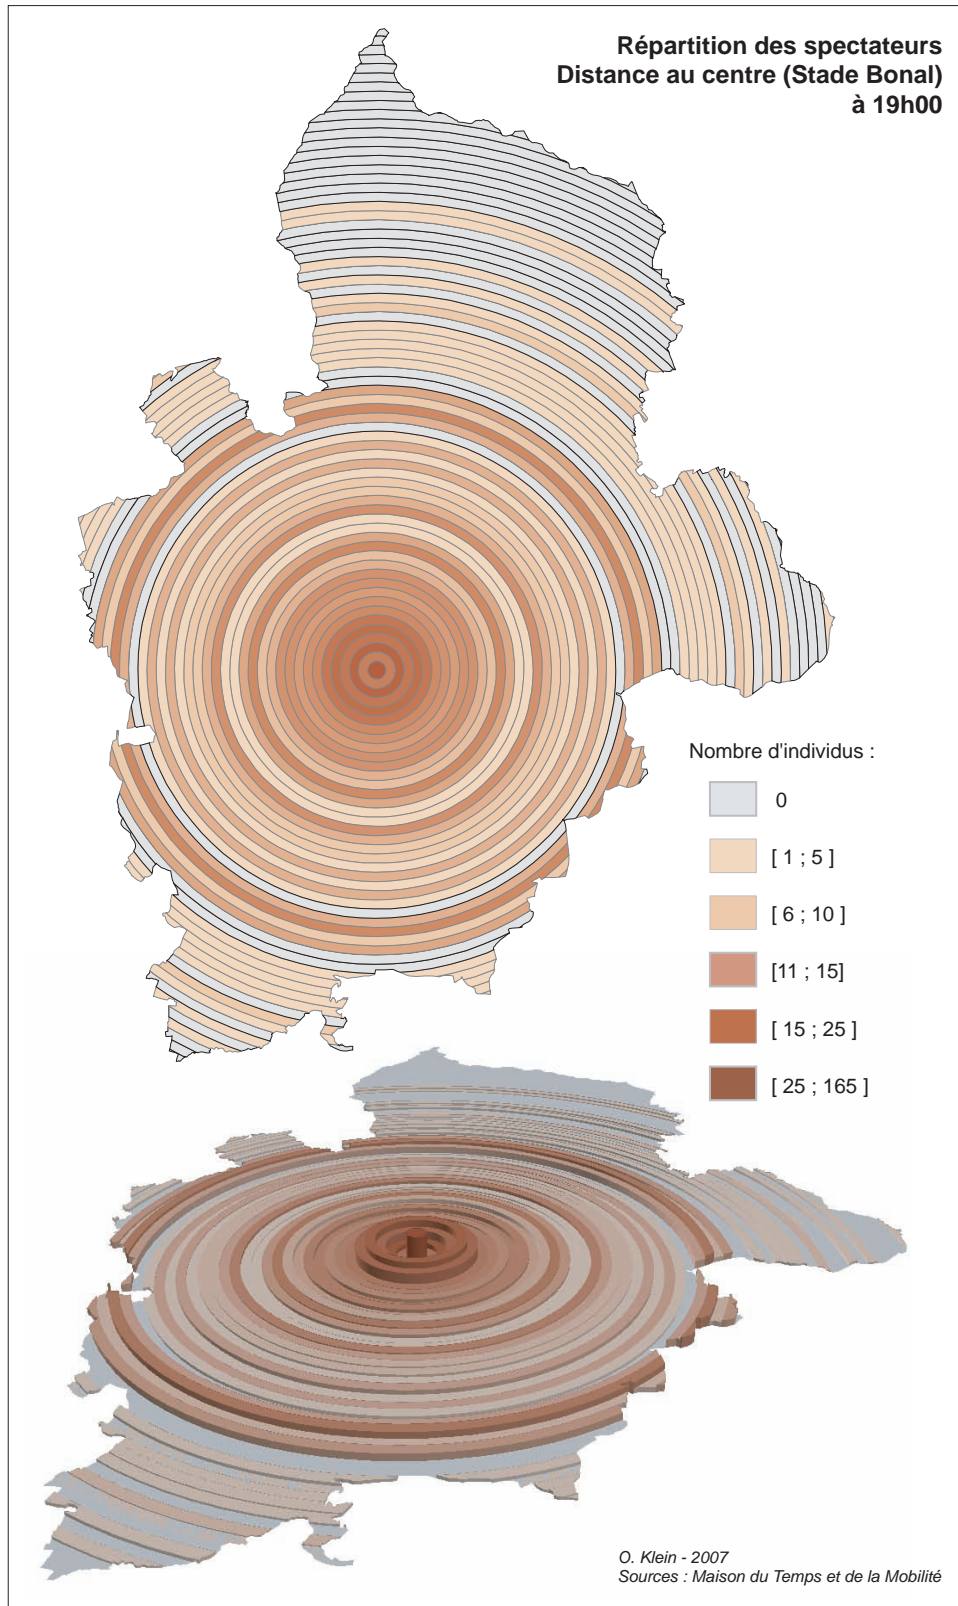 Répartition des spectateurs
Distance au centre (Stade Bonal)
à 19h00
Nombre d'individus :
0
[ 1 ; 5 ]
[ 6 ; 10 ]
[11 ; 15]
[ 15 ; 25 ]
[ 25 ; 165 ]
O. Klein - 2007
Sources : Maison du Temps et de la Mobilité